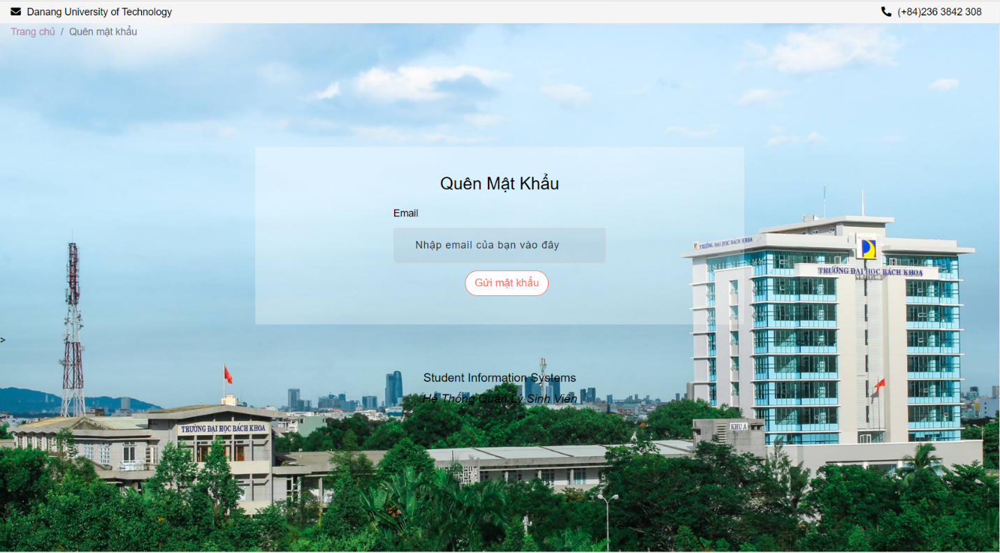 Danang University of Technology
(+84)236 3842 308
Trang chủ / Quên mật khẩu
Quên Mật Khẩu
Email
Nhập email của bạn vào đây
Gửi mật khẩu
TRƯỜNG ĐẠI HỌC BÁCH KHOA
TRƯỜNG ĐẠI HỌC BÁCH KHOA
>
Student Information Systems
Hệ Thống Quản Lý Sinh Viên
TRƯỜNG ĐẠI HỌC BÁCH KHOA
KHU A